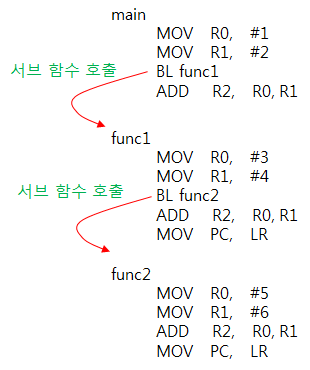 main
MOV R0, #1
MOV R1, #2
서브 함수 호출
BL func1
ADD R2, R0, R1
func1
MOV R0, #3
MOV R1, #4
서브 함수 호출
BL func2
ADD R2, R0, R1
MOV PC, LR
func2
MOV R0, #5
MOV R1, #6
ADD R2, R0, R1
MOV PC, LR